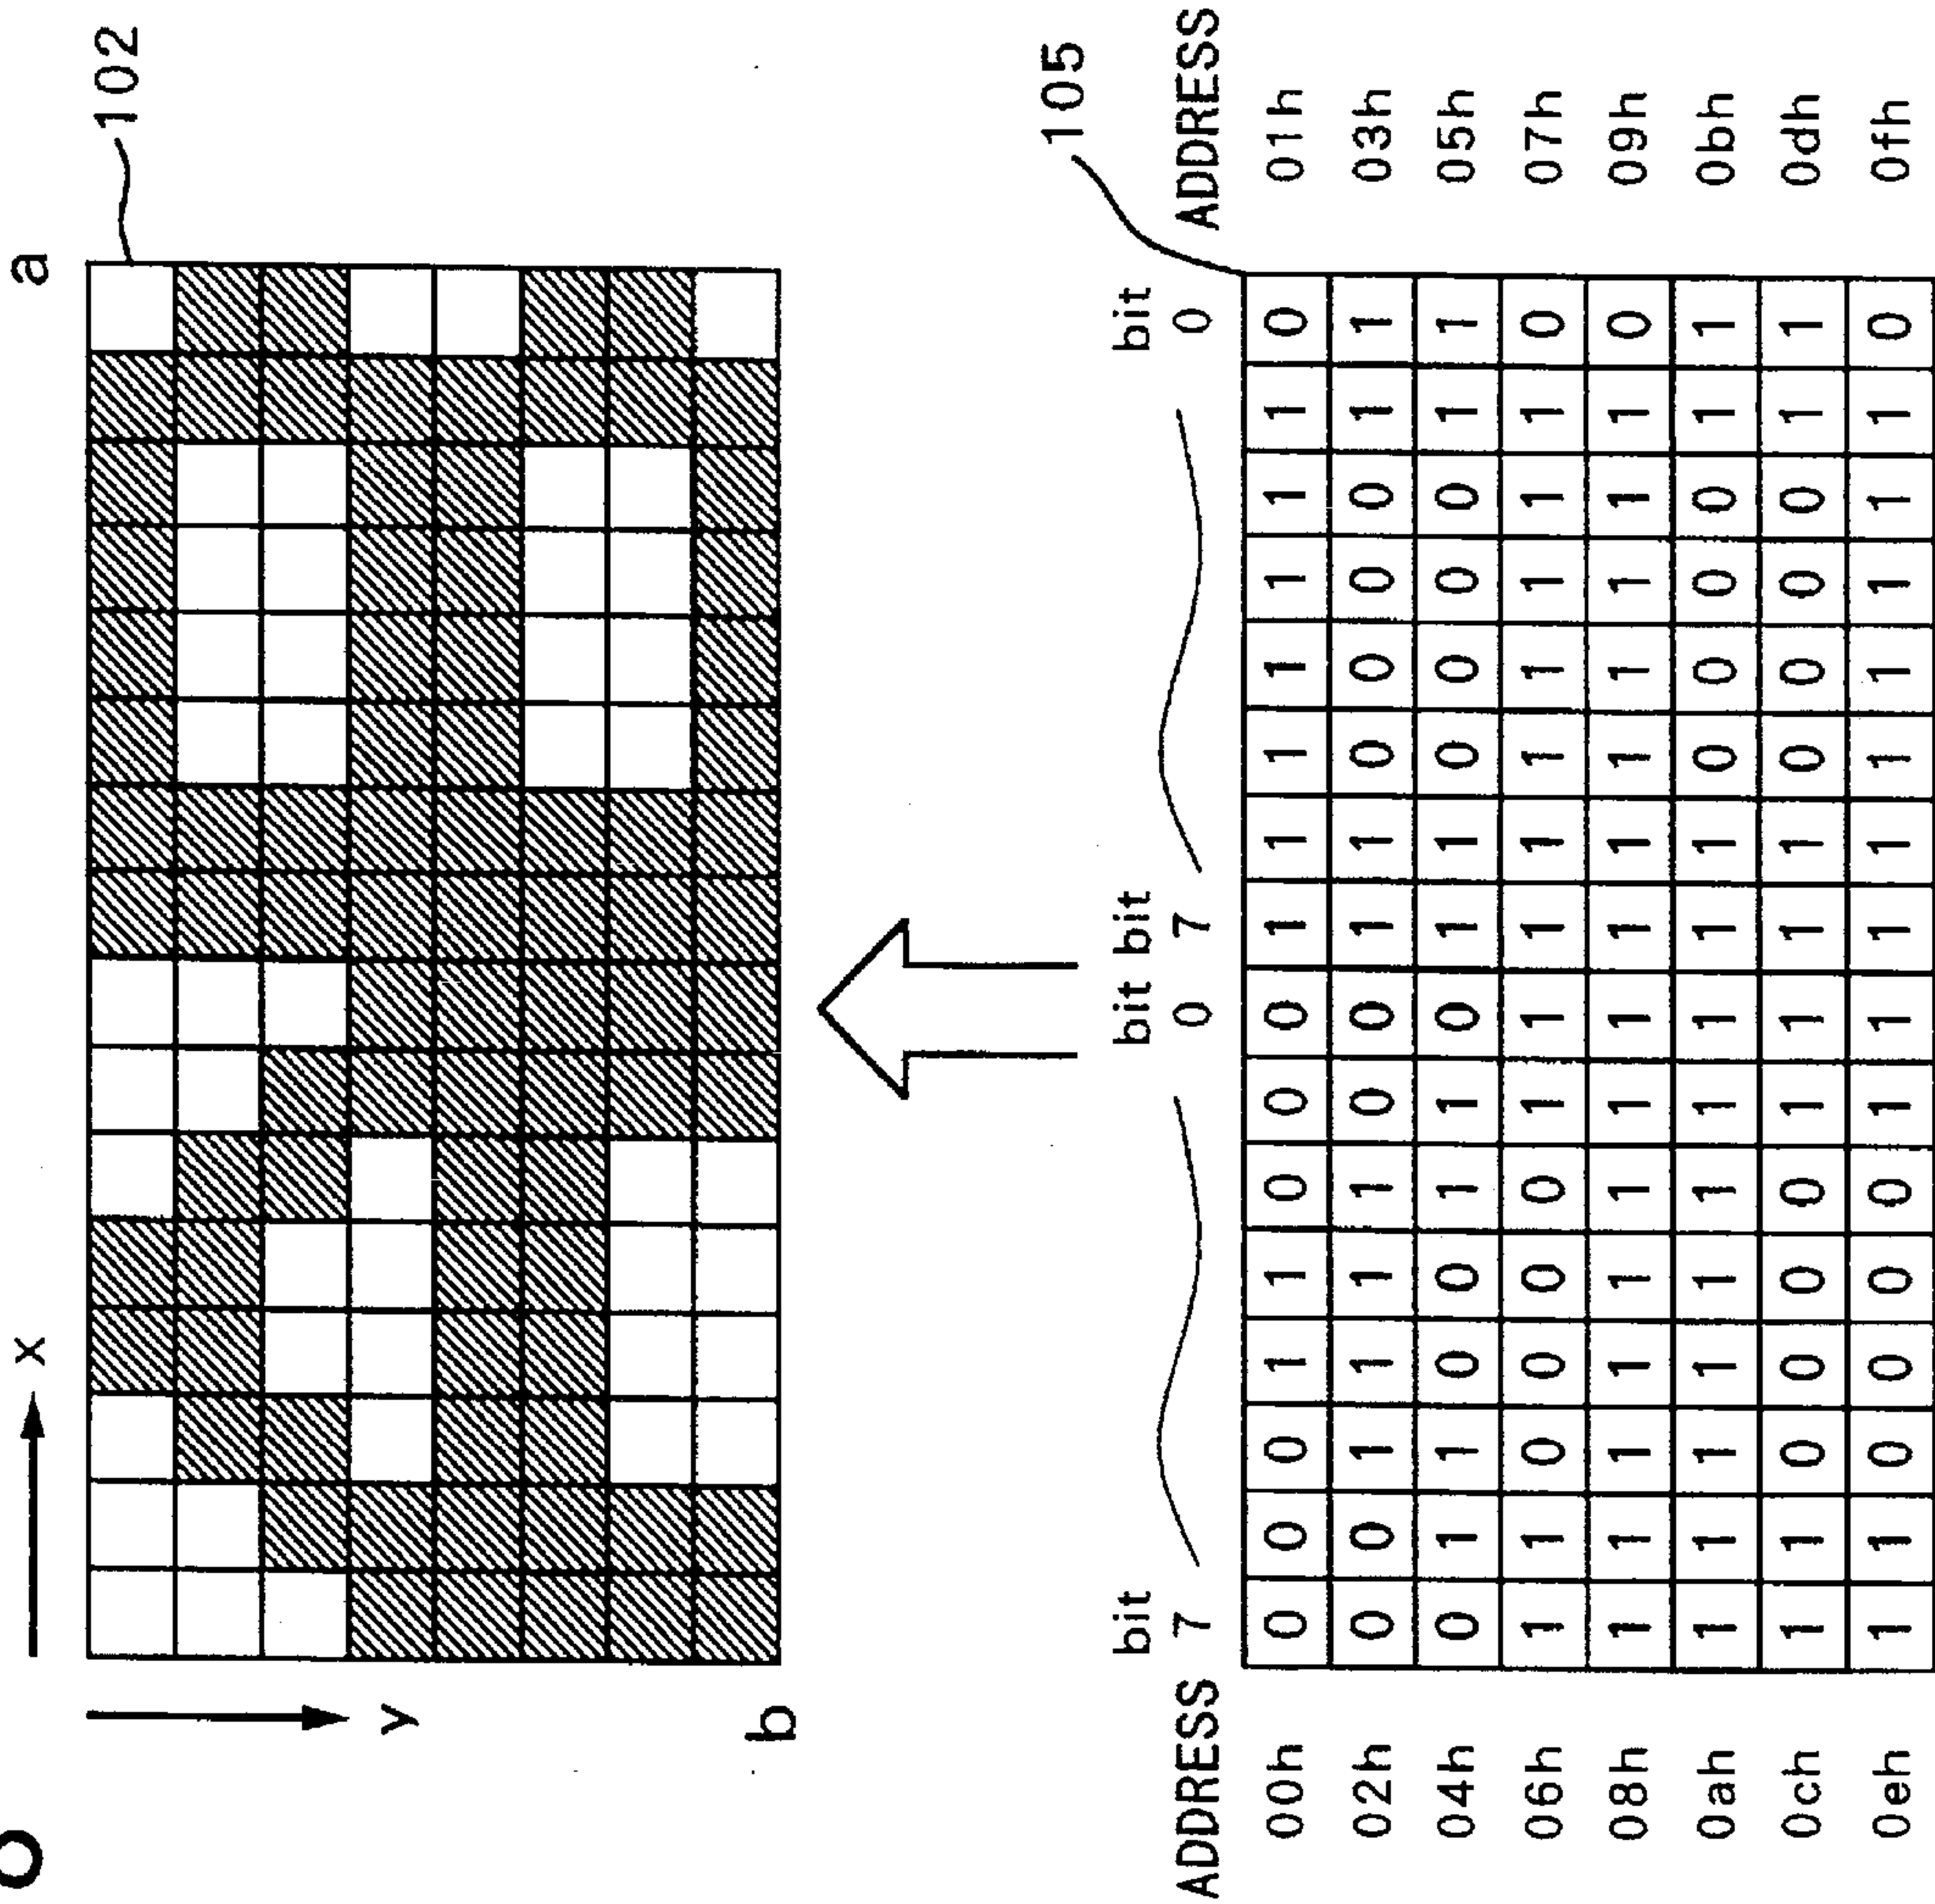 x
a
102
y
b
105
bit bit bit bit
ADDRESS 7 0 7 0 ADDRESS
00h 0 0 0 1 1 0 0 0 1 1 1 1 1 1 1 0 01h
02h 0 0 1 1 1 1 0 0 1 1 0 0 0 0 1 1 03h
04h 0 1 1 0 0 1 1 0 1 1 0 0 0 0 1 1 05h
06h 1 1 0 0 0 0 1 1 1 1 1 1 1 1 1 0 07h
08h 1 1 1 1 1 1 1 1 1 1 1 1 1 1 1 0 09h
0ah 1 1 1 1 1 1 1 1 1 1 0 0 0 0 1 1 0bh
0ch 1 1 0 0 0 0 1 1 1 1 0 0 0 0 1 1 0dh
0eh 1 1 0 0 0 0 1 1 1 1 1 1 1 1 1 0 0fh